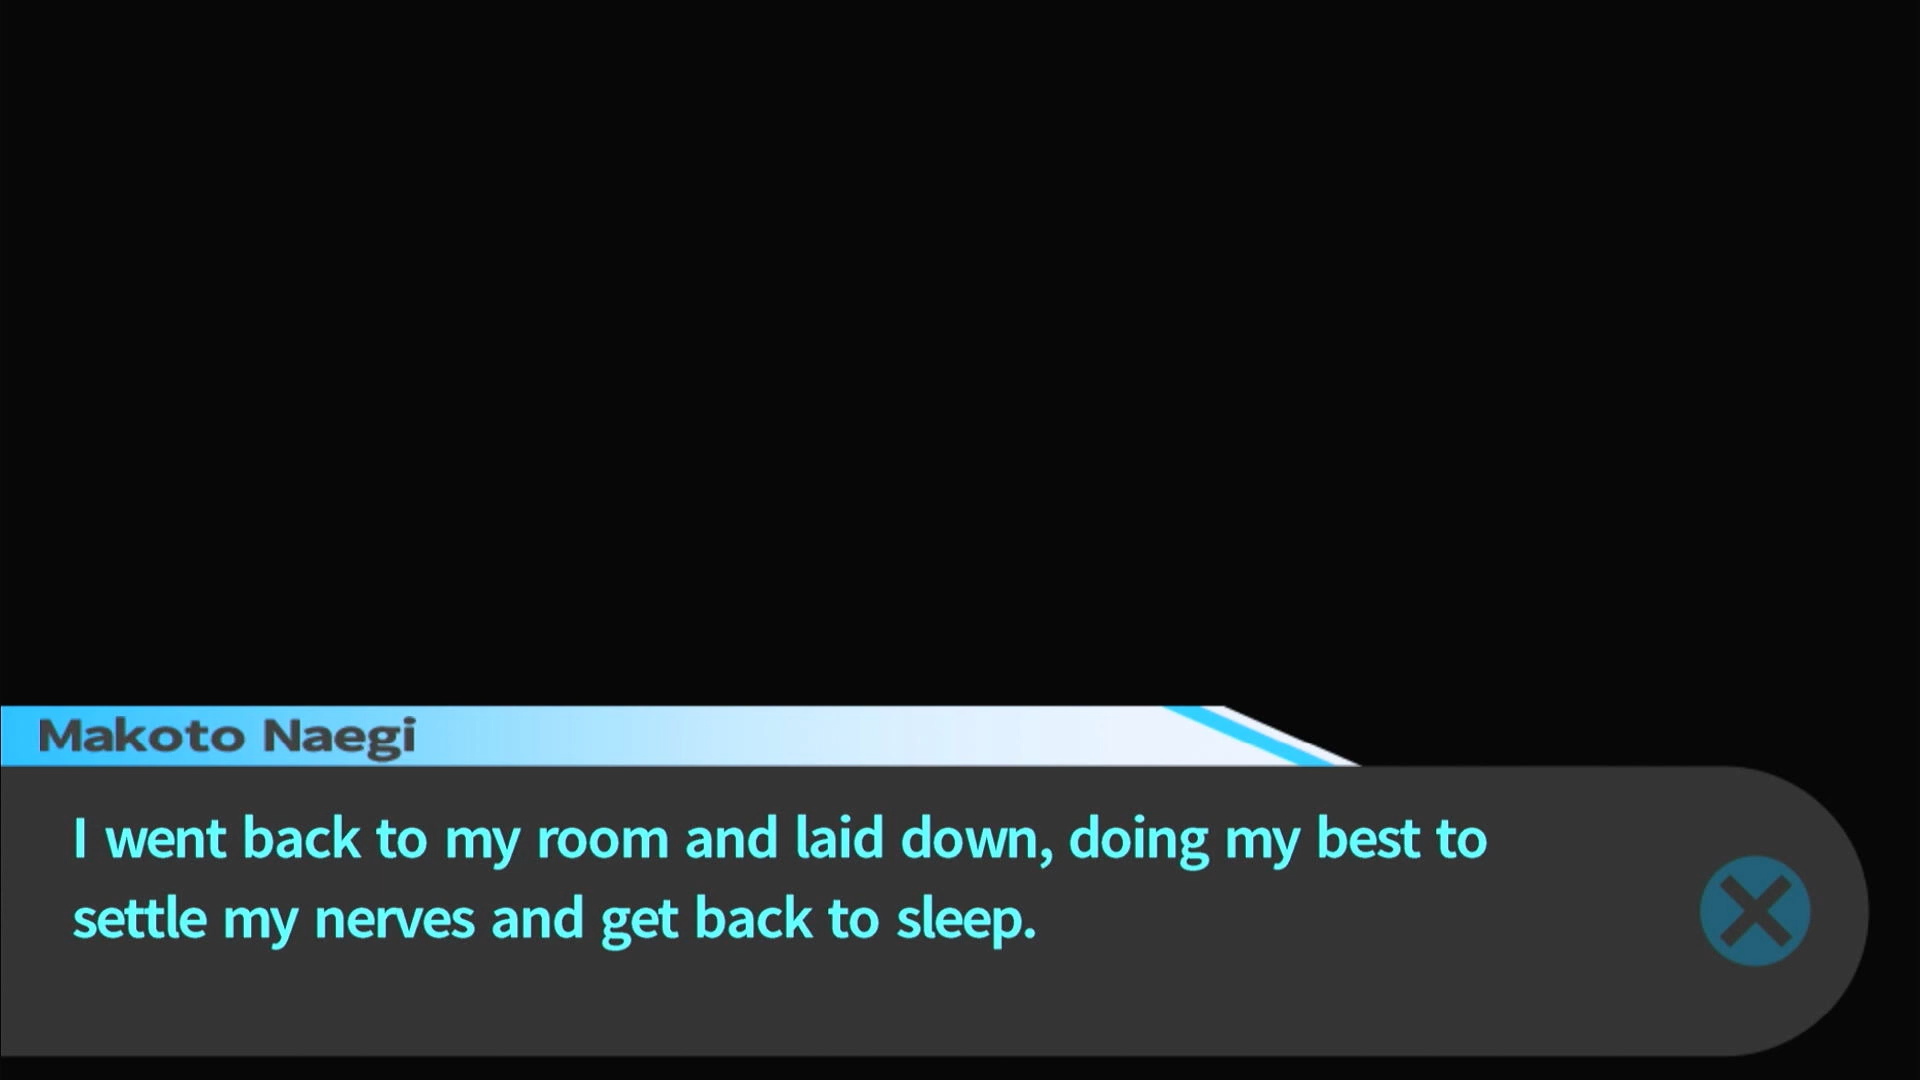 Makoto Naegi
I went back to my room and laid down, doing my best to
settle my nerves and get back to sleep.